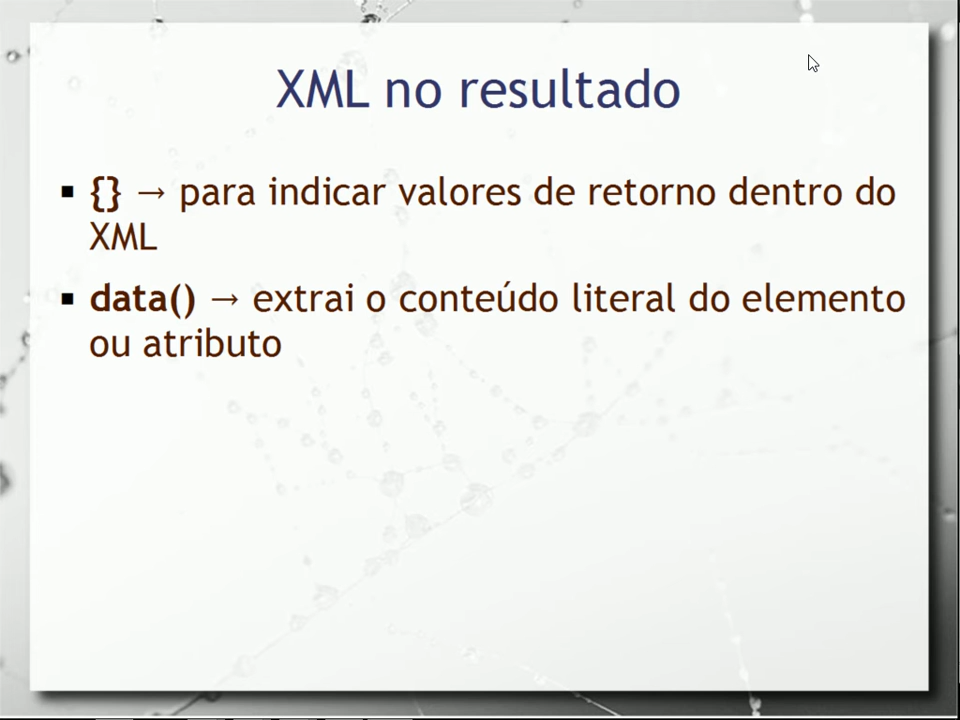 XML no resultado
▪ {} → para indicar valores de retorno dentro do
XML
▪ data() → extrai o conteúdo literal do elemento
ou atributo